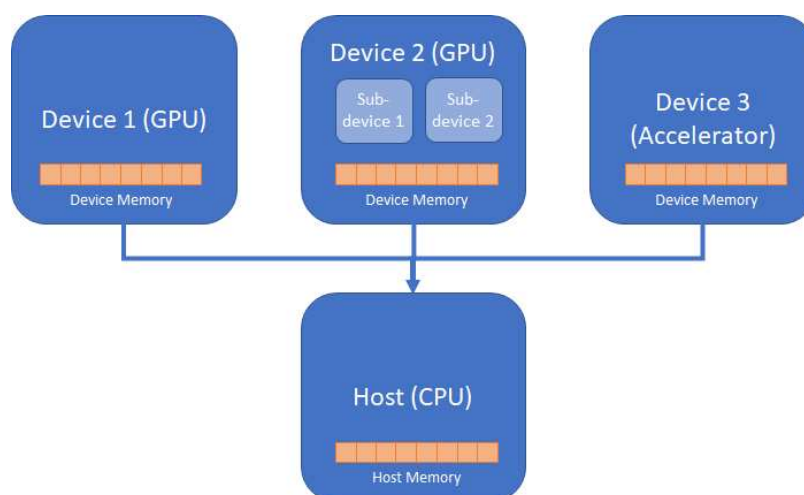 Device 1 (GPU)
Device Memory
Device 2 (GPU)
Sub-
device 1
Sub-
device 2
Device Memory
Device 3
(Accelerator)
Device Memory
Host (CPU)
Host Memory